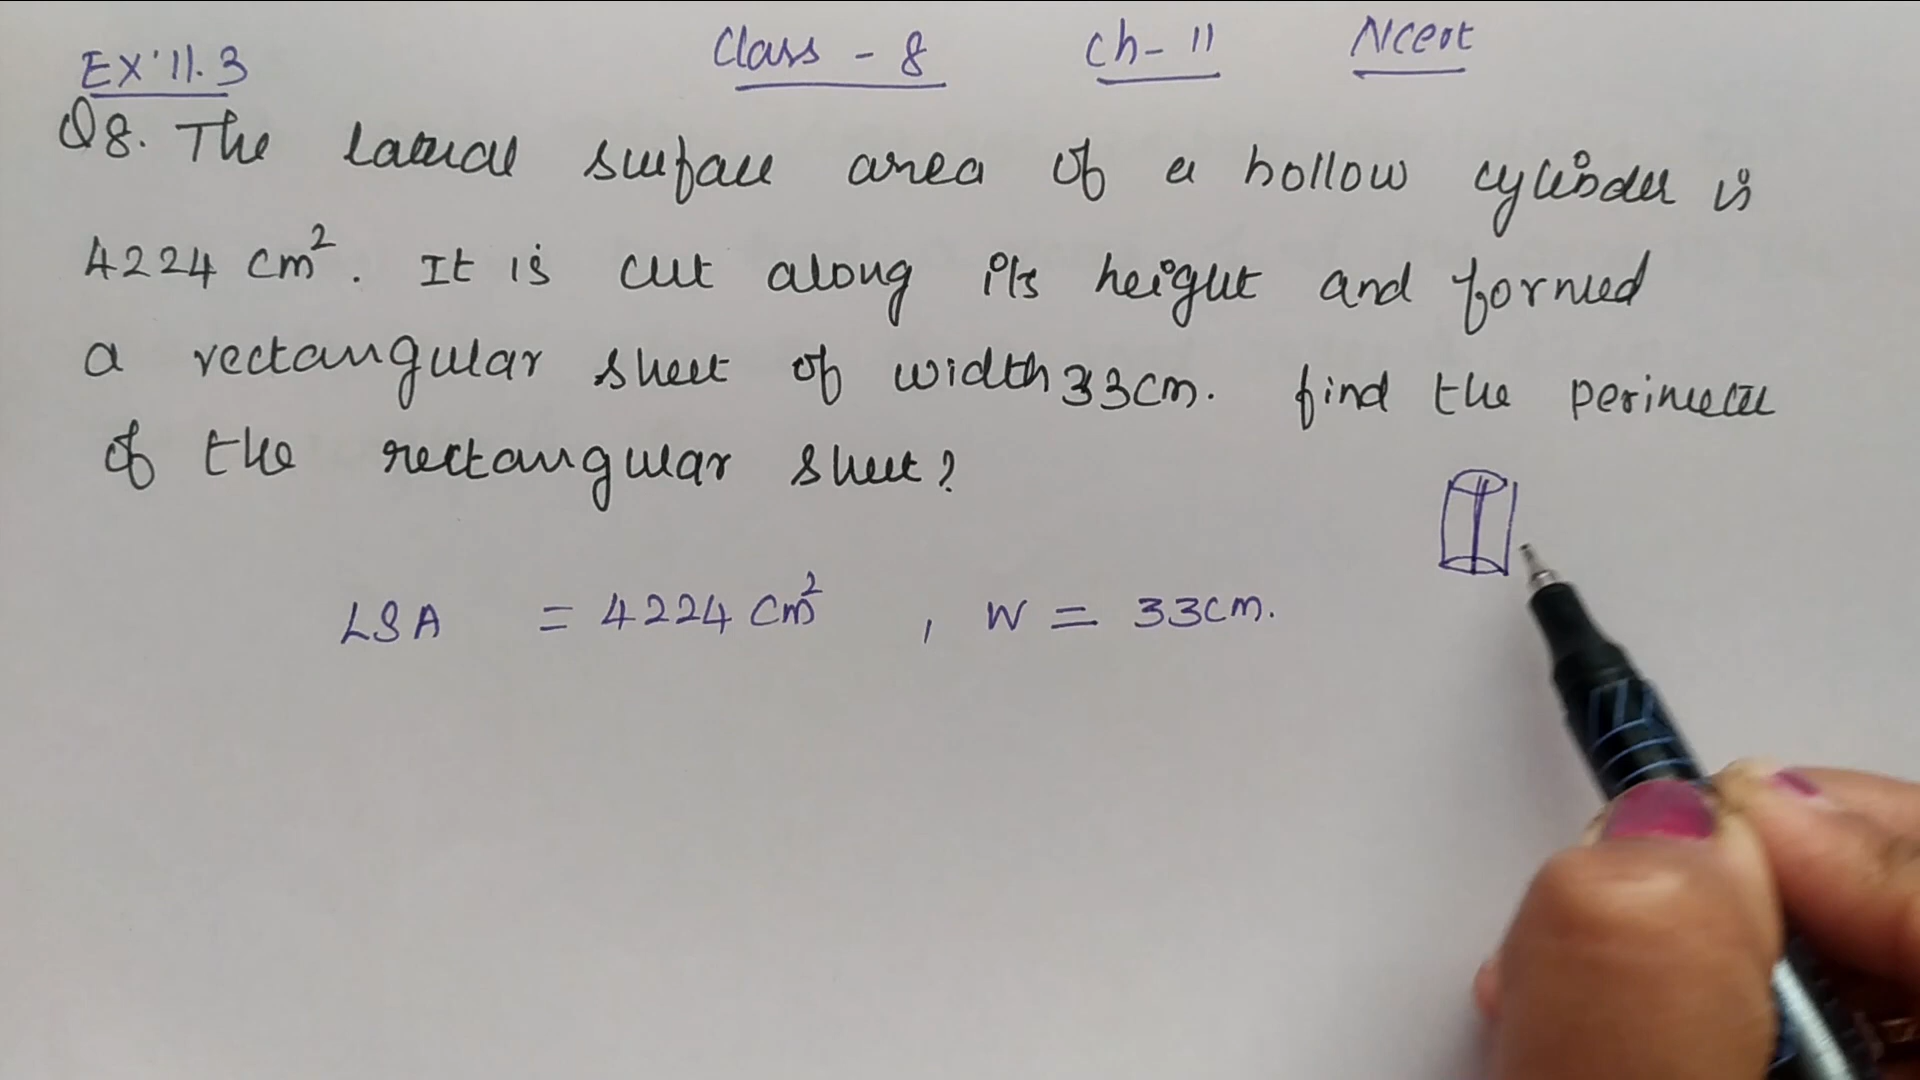 Ex 11.3 Class - 8 Ch- 11 Ncert
Q8. The lateral surface area of a hollow cylinder is
4224 cm². It is cut along its height and formed
a rectangular sheet of width 33cm. find the perimeter
of the rectangular sheet?
LSA = 4224 cm² , W = 33cm.